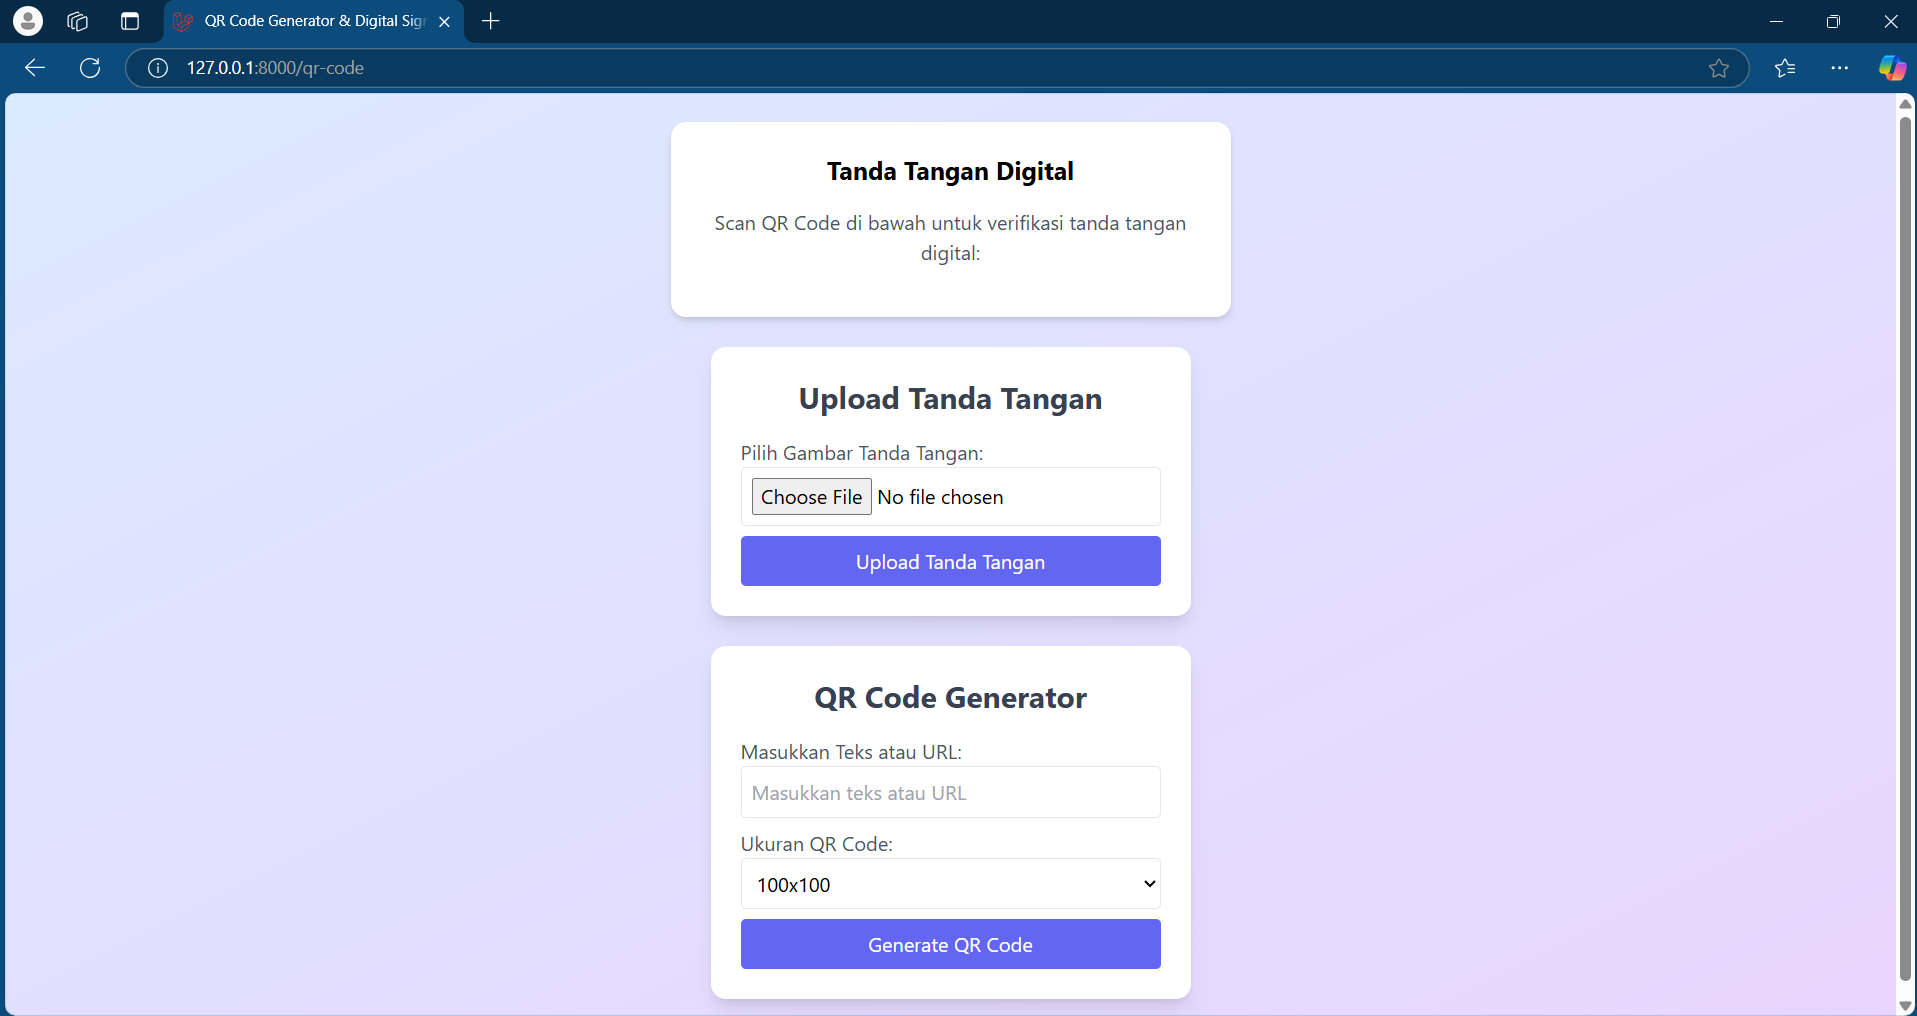 QR Code Generator & Digital Sig
127.0.0.1:8000/qr-code
Tanda Tangan Digital
Scan QR Code di bawah untuk verifikasi tanda tangan
digital:
Upload Tanda Tangan
Pilih Gambar Tanda Tangan:
Choose File No file chosen
Upload Tanda Tangan
QR Code Generator
Masukkan Teks atau URL:
Masukkan teks atau URL
Ukuran QR Code:
100x100
Generate QR Code